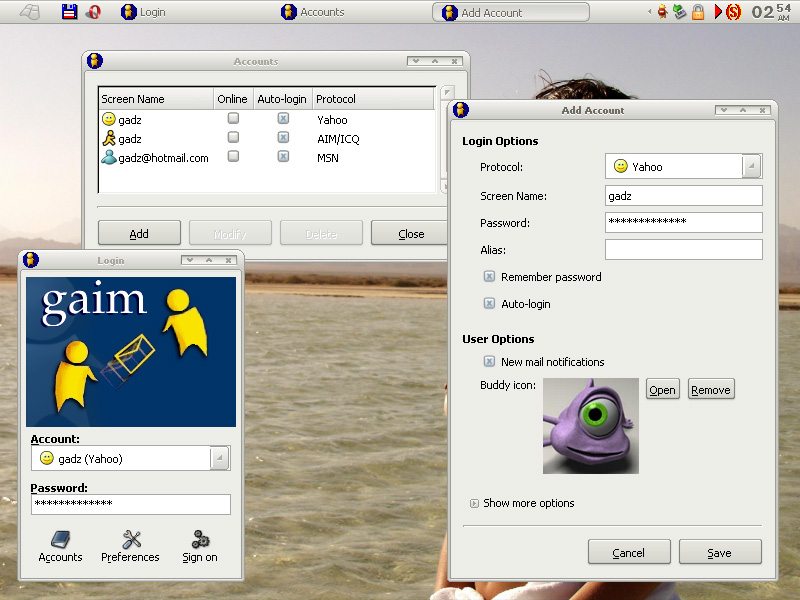 Login Accounts Add Account 02 54 AM
Accounts
Screen Name Online Auto-login Protocol
gadz Yahoo
gadz AIM/ICQ
gadz@hotmail.com MSN
Add Modify Delete Close
Login
gaim
Account:
gadz (Yahoo)
Password:
*************
Accounts Preferences Sign on
Add Account
Login Options
Protocol: Yahoo
Screen Name: gadz
Password: *************
Alias:
Remember password
Auto-login
User Options
New mail notifications
Buddy icon: Open Remove
Show more options
Cancel Save